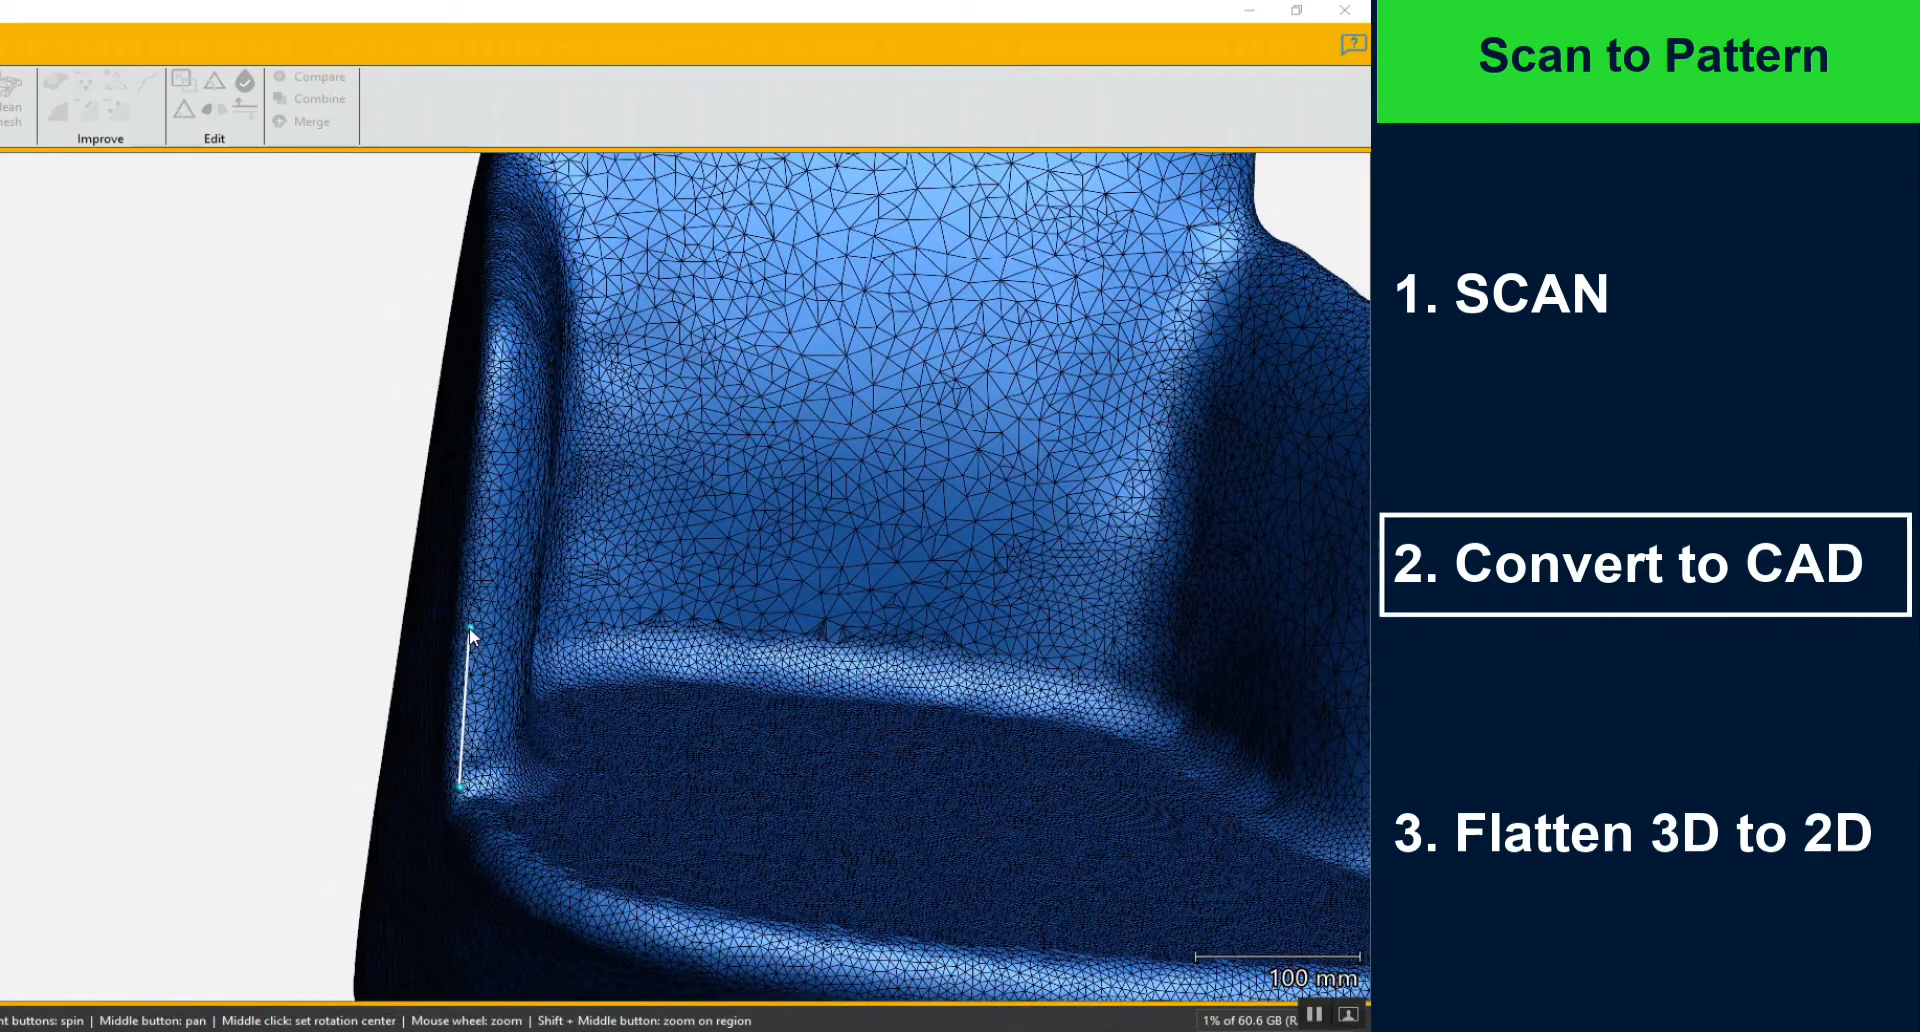 Scan to Pattern
lean
nesh
Improve
Edit
Compare
Combine
Merge
1. SCAN
2. Convert to CAD
3. Flatten 3D to 2D
100 mm
nt buttons: spin | Middle button: pan | Middle click: set rotation center | Mouse wheel: zoom | Shift + Middle button: zoom on region
1% of 60.6 GB (R